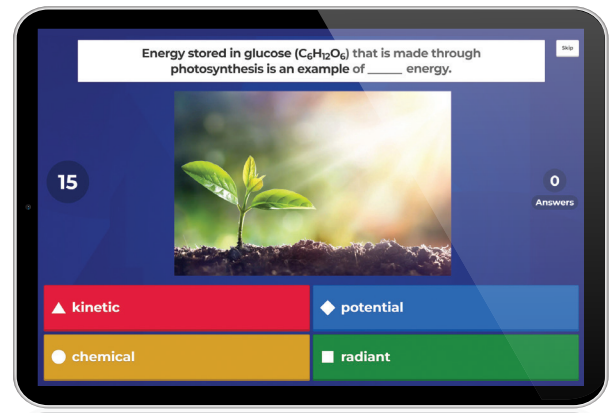 Energy stored in glucose (C₆H₁₂O₆) that is made through
photosynthesis is an example of _____ energy.
Skip
15
0
Answers
kinetic
potential
chemical
radiant